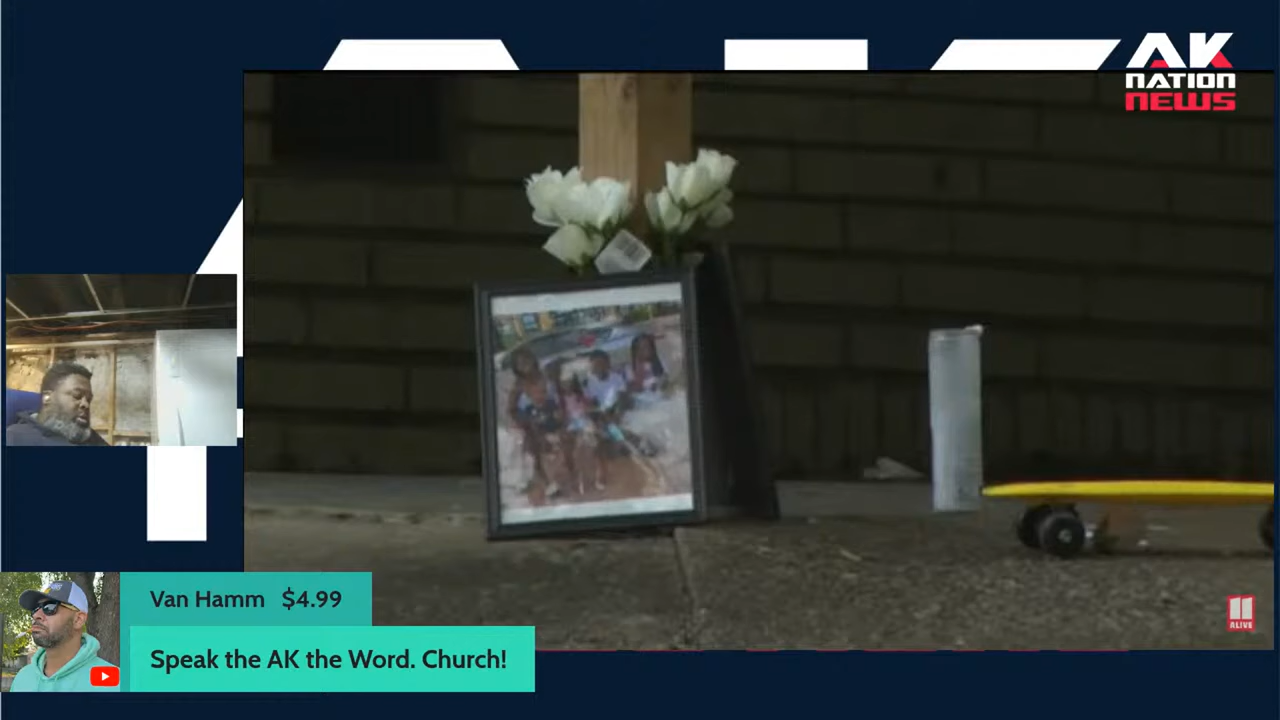 AK
NATION
NEWS
Van Hamm $4.99
Speak the AK the Word. Church!
11
ALIVE